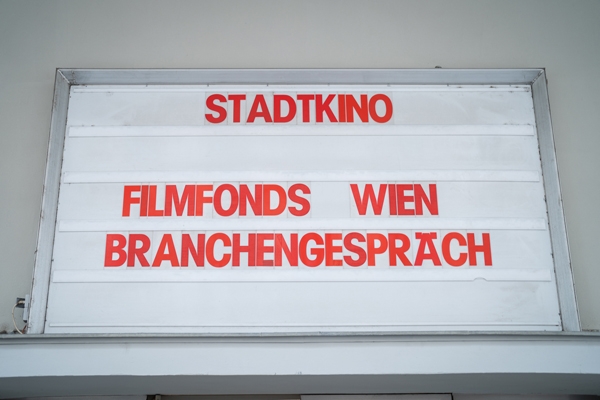 STADTKINO
FILMFONDS WIEN
BRANCHENGESPRÄCH